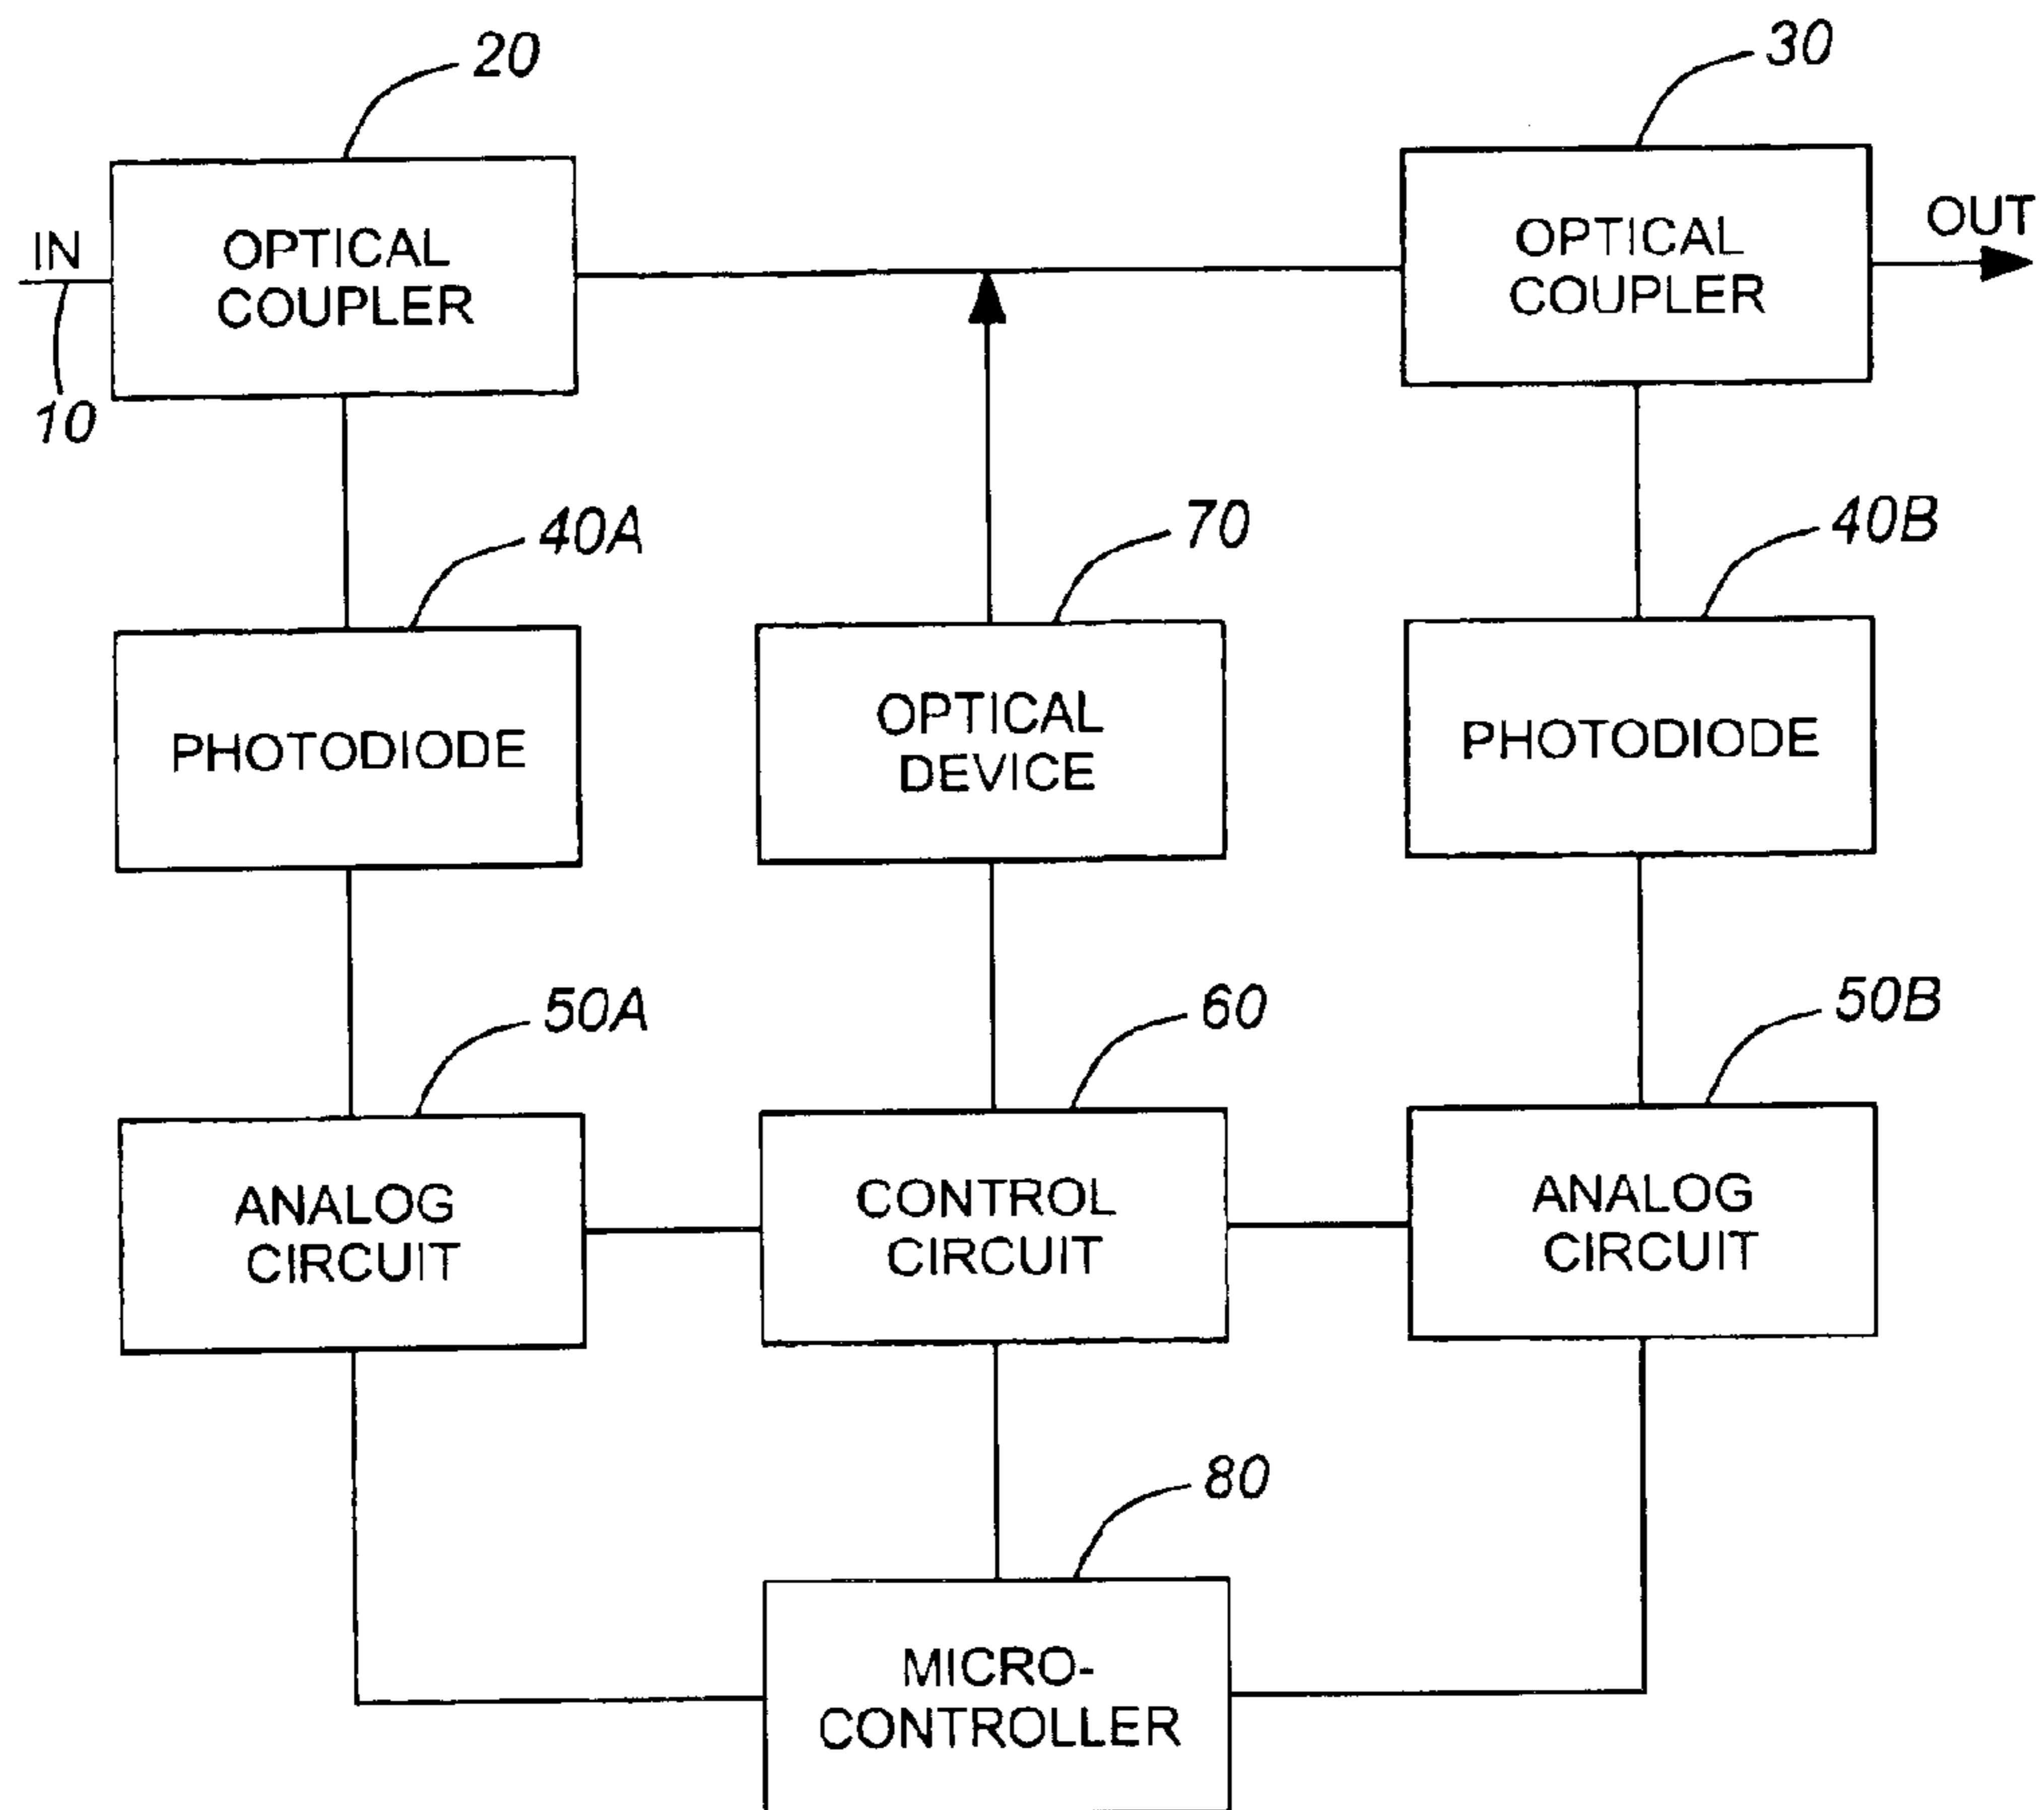 20
30
IN
OPTICAL
COUPLER
OPTICAL
COUPLER
OUT
10
40A
70
40B
PHOTODIODE
OPTICAL
DEVICE
PHOTODIODE
50A
60
50B
ANALOG
CIRCUIT
CONTROL
CIRCUIT
ANALOG
CIRCUIT
80
MICRO-
CONTROLLER